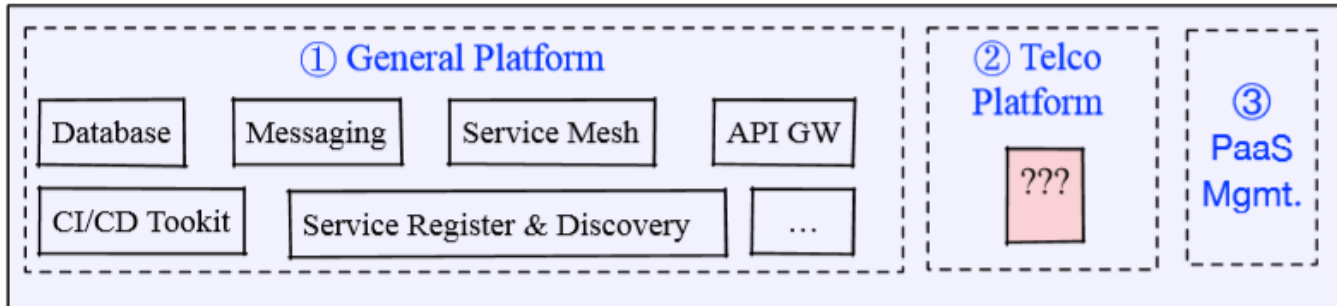 ① General Platform
Database
Messaging
Service Mesh
API GW
CI/CD Tookit
Service Register & Discovery
...
② Telco
Platform
???
③
PaaS
Mgmt.